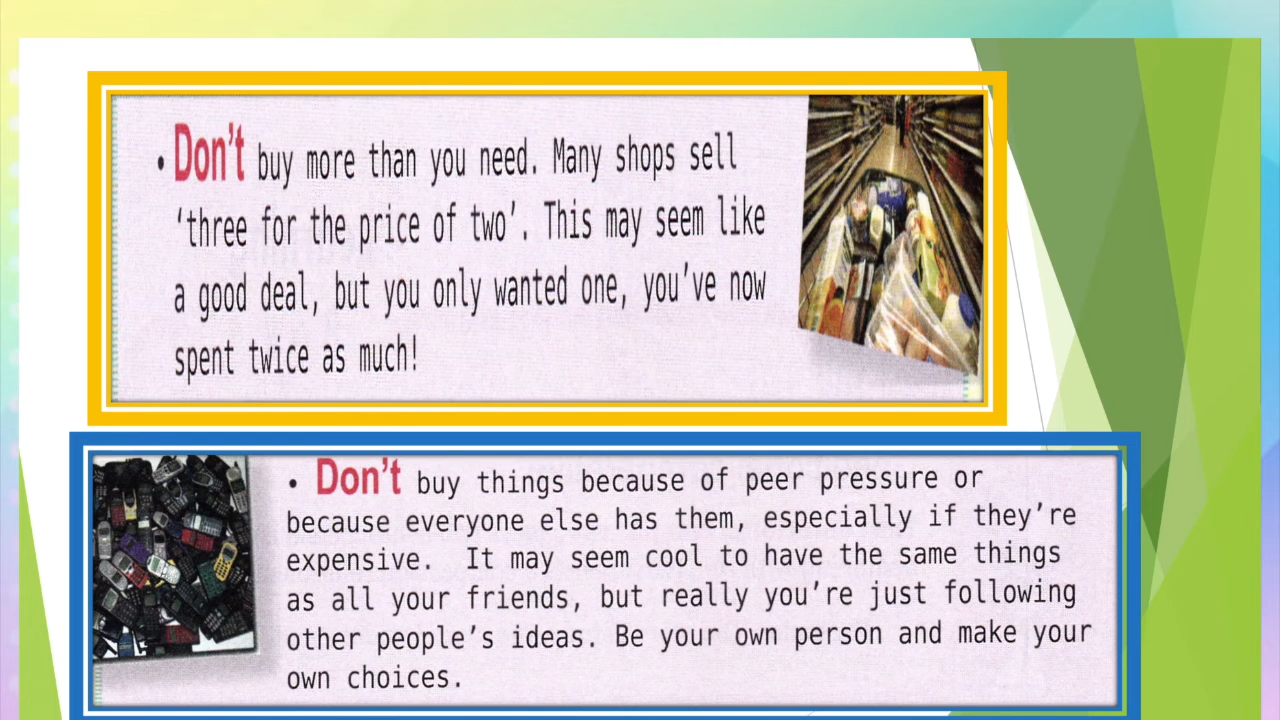 • Don't buy more than you need. Many shops sell
‘three for the price of two’. This may seem like
a good deal, but you only wanted one, you’ve now
spent twice as much!
• Don’t buy things because of peer pressure or
because everyone else has them, especially if they’re
expensive. It may seem cool to have the same things
as all your friends, but really you’re just following
other people’s ideas. Be your own person and make your
own choices.